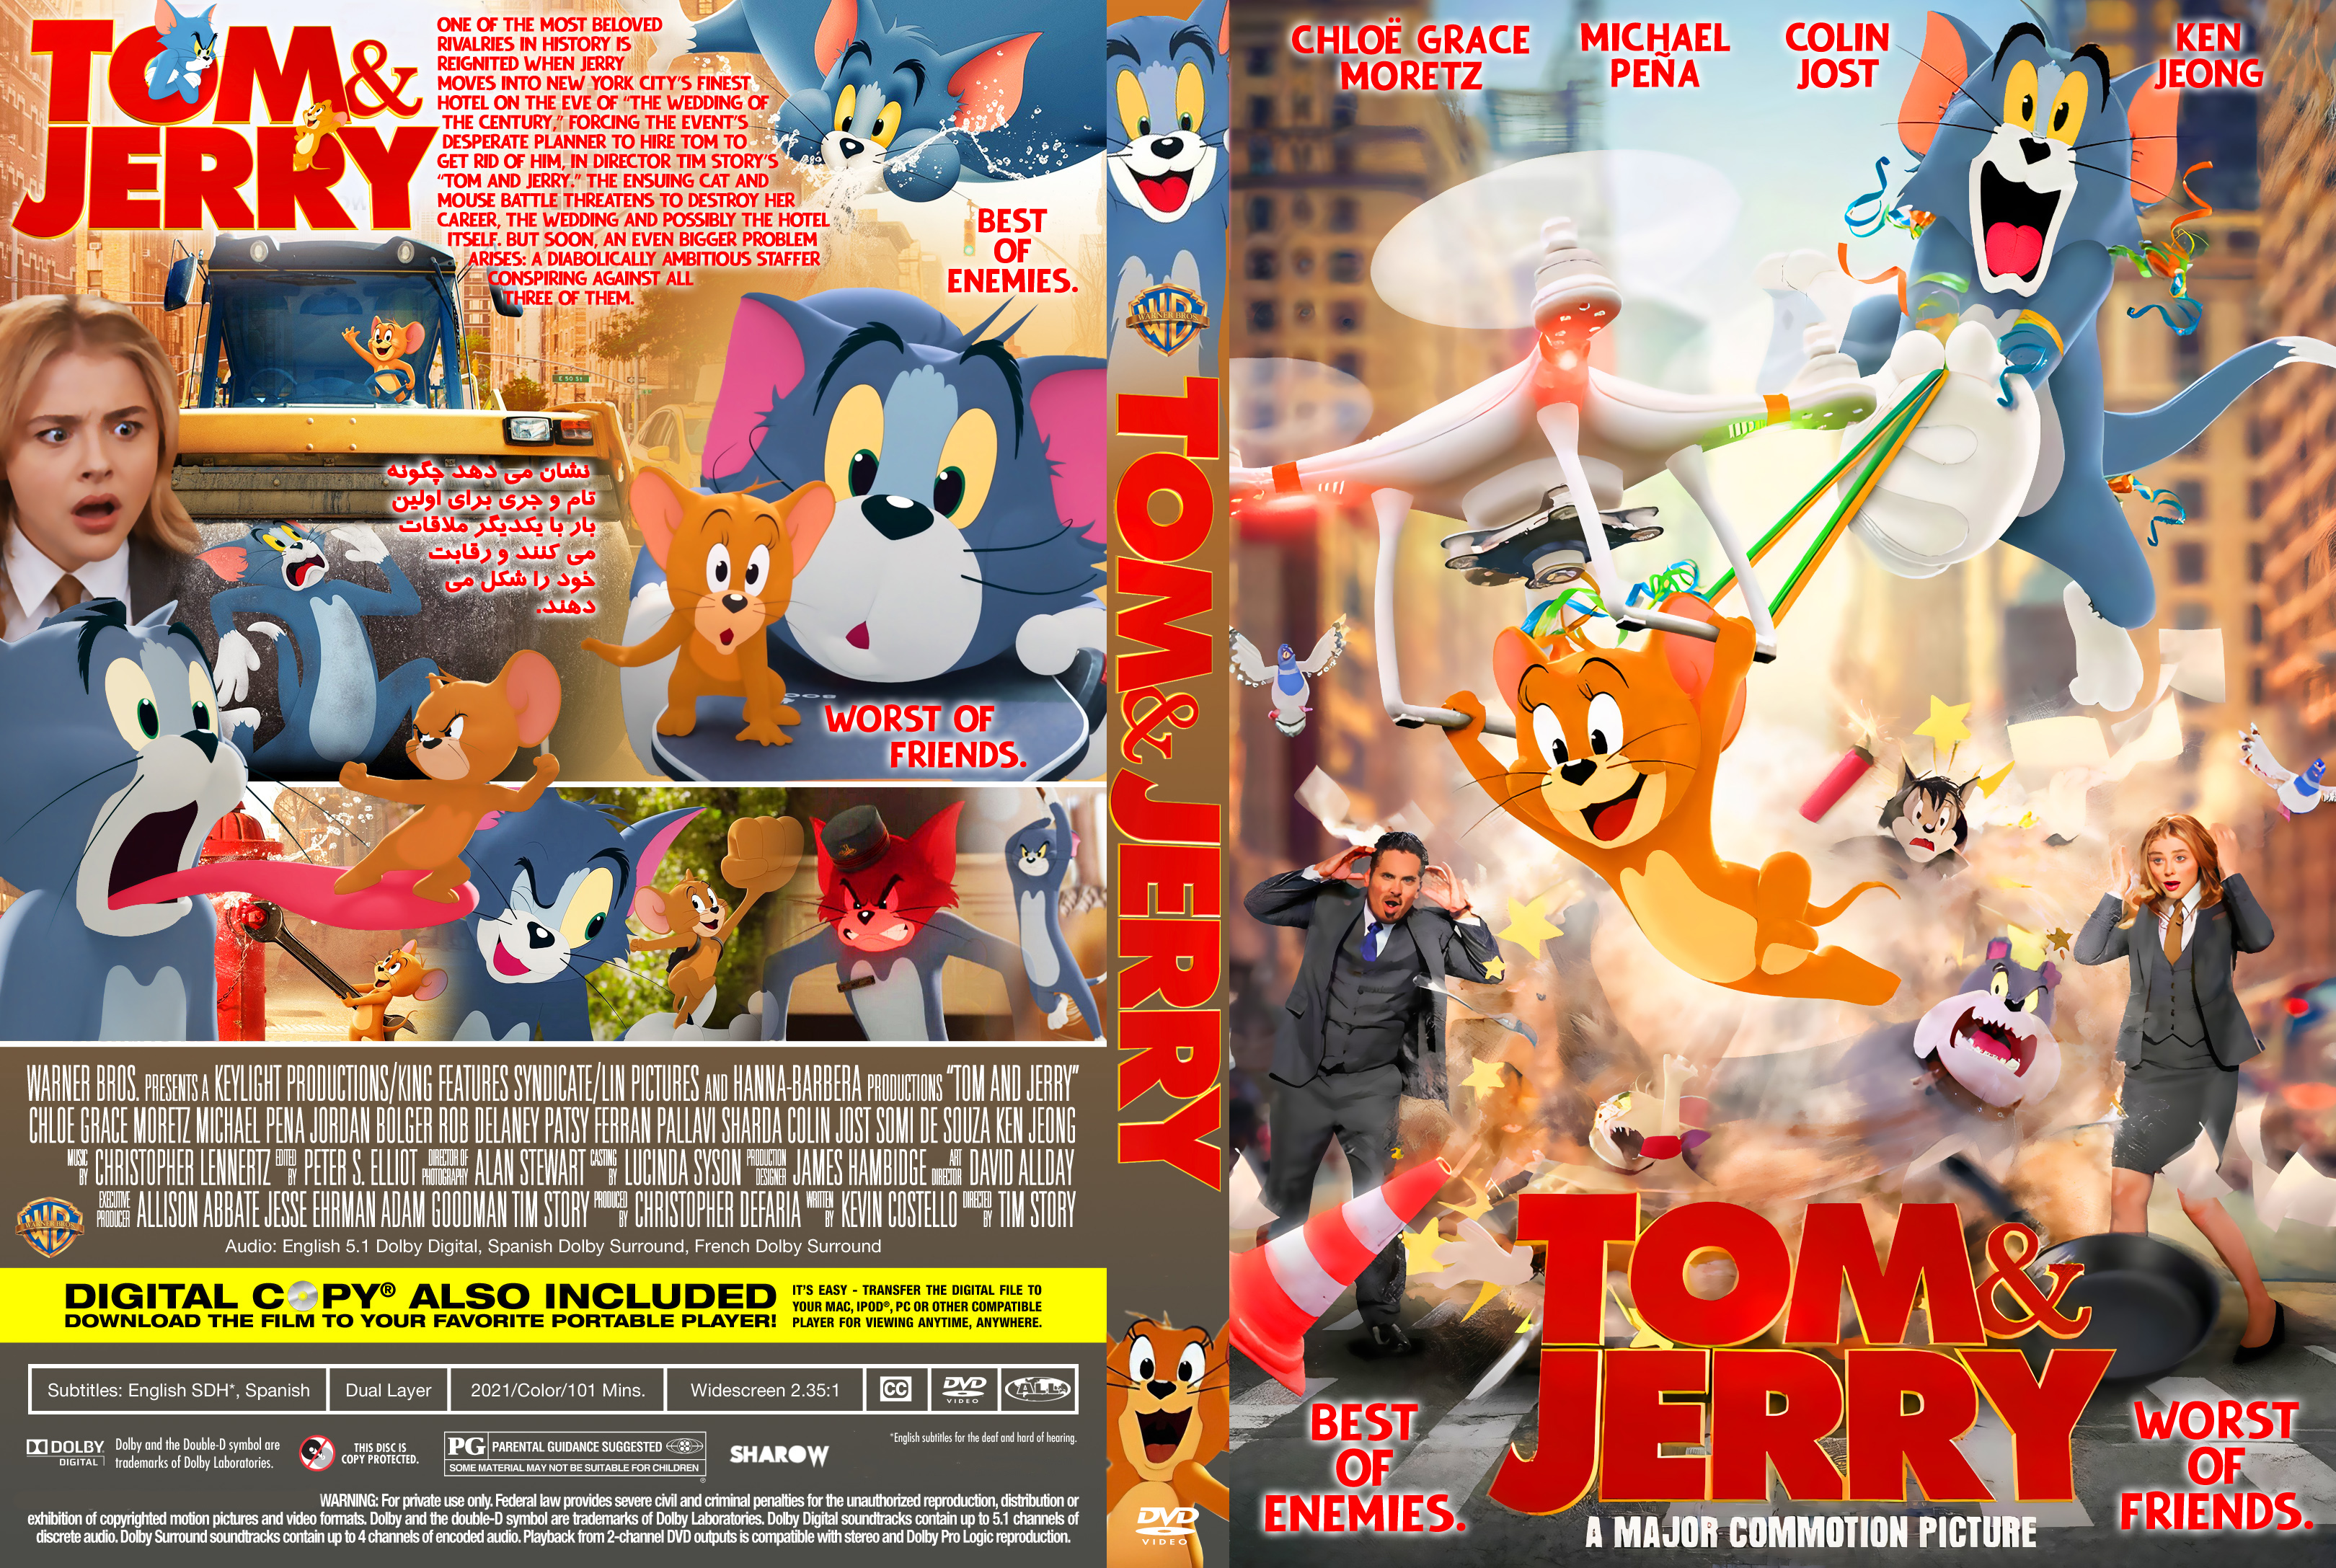 TOM &
JERRY
ONE OF THE MOST BELOVED
RIVALRIES IN HISTORY IS
REIGNITED WHEN JERRY
MOVES INTO NEW YORK CITY'S FINEST
HOTEL ON THE EVE OF "THE WEDDING OF
THE CENTURY," FORCING THE EVENT'S
DESPERATE PLANNER TO HIRE TOM TO
GET RID OF HIM, IN DIRECTOR TIM STORY'S
"TOM AND JERRY." THE ENSUING CAT AND
MOUSE BATTLE THREATENS TO DESTROY HER
CAREER, THE WEDDING AND POSSIBLY THE HOTEL
ITSELF. BUT SOON, AN EVEN BIGGER PROBLEM
ARISES: A DIABOLICALLY AMBITIOUS STAFFER
CONSPIRING AGAINST ALL
THREE OF THEM.
BEST
OF
ENEMIES.
E 50 St
نشان می دهد چگونه
تام و جری برای اولین
بار با یکدیگر ملاقات
می کنند و رقابت
خود را شکل می
دهند.
WORST OF
FRIENDS.
WARNER BROS. PRESENTS A KEYLIGHT PRODUCTIONS/KING FEATURES SYNDICATE/LIN PICTURES AND HANNA-BARBERA PRODUCTIONS "TOM AND JERRY"
CHLOE GRACE MORETZ MICHAEL PENA JORDAN BOLGER ROB DELANEY PATSY FERRAN PALLAVI SHARDA COLIN JOST SOMI DE SOUZA KEN JEONG
MUSIC BY CHRISTOPHER LENNERTZ EDITED BY PETER S. ELLIOT DIRECTOR OF PHOTOGRAPHY ALAN STEWART CASTING BY LUCINDA SYSON PRODUCTION DESIGNER JAMES HAMBIDGE ART DIRECTOR DAVID ALLDAY
EXECUTIVE PRODUCER ALLISON ABBATE JESSE EHRMAN ADAM GOODMAN TIM STORY PRODUCED BY CHRISTOPHER DEFARIA WRITTEN BY KEVIN COSTELLO DIRECTED BY TIM STORY
WB
WARNER BROS
Audio: English 5.1 Dolby Digital, Spanish Dolby Surround, French Dolby Surround
DIGITAL COPY® ALSO INCLUDED
DOWNLOAD THE FILM TO YOUR FAVORITE PORTABLE PLAYER!
IT'S EASY - TRANSFER THE DIGITAL FILE TO
YOUR MAC, IPOD®, PC OR OTHER COMPATIBLE
PLAYER FOR VIEWING ANYTIME, ANYWHERE.
Subtitles: English SDH*, Spanish
Dual Layer
2021/Color/101 Mins.
Widescreen 2.35:1
CC
DVD
VIDEO
ALL
DOLBY
DIGITAL
Dolby and the Double-D symbol are
trademarks of Dolby Laboratories.
THIS DISC IS
COPY PROTECTED.
PG PARENTAL GUIDANCE SUGGESTED
SOME MATERIAL MAY NOT BE SUITABLE FOR CHILDREN
®
SHAROW
*English subtitles for the deaf and hard of hearing.
WARNING: For private use only. Federal law provides severe civil and criminal penalties for the unauthorized reproduction, distribution or
exhibition of copyrighted motion pictures and video formats. Dolby and the double-D symbol are trademarks of Dolby Laboratories. Dolby Digital soundtracks contain up to 5.1 channels of
discrete audio. Dolby Surround soundtracks contain up to 4 channels of encoded audio. Playback from 2-channel DVD outputs is compatible with stereo and Dolby Pro Logic reproduction.
WB
WARNER BROS
TOM & JERRY
DVD
VIDEO
CHLOË GRACE
MORETZ
MICHAEL
PEÑA
COLIN
JOST
KEN
JEONG
TOM &
JERRY
BEST
OF
ENEMIES.
WORST
OF
FRIENDS.
A MAJOR COMMOTION PICTURE